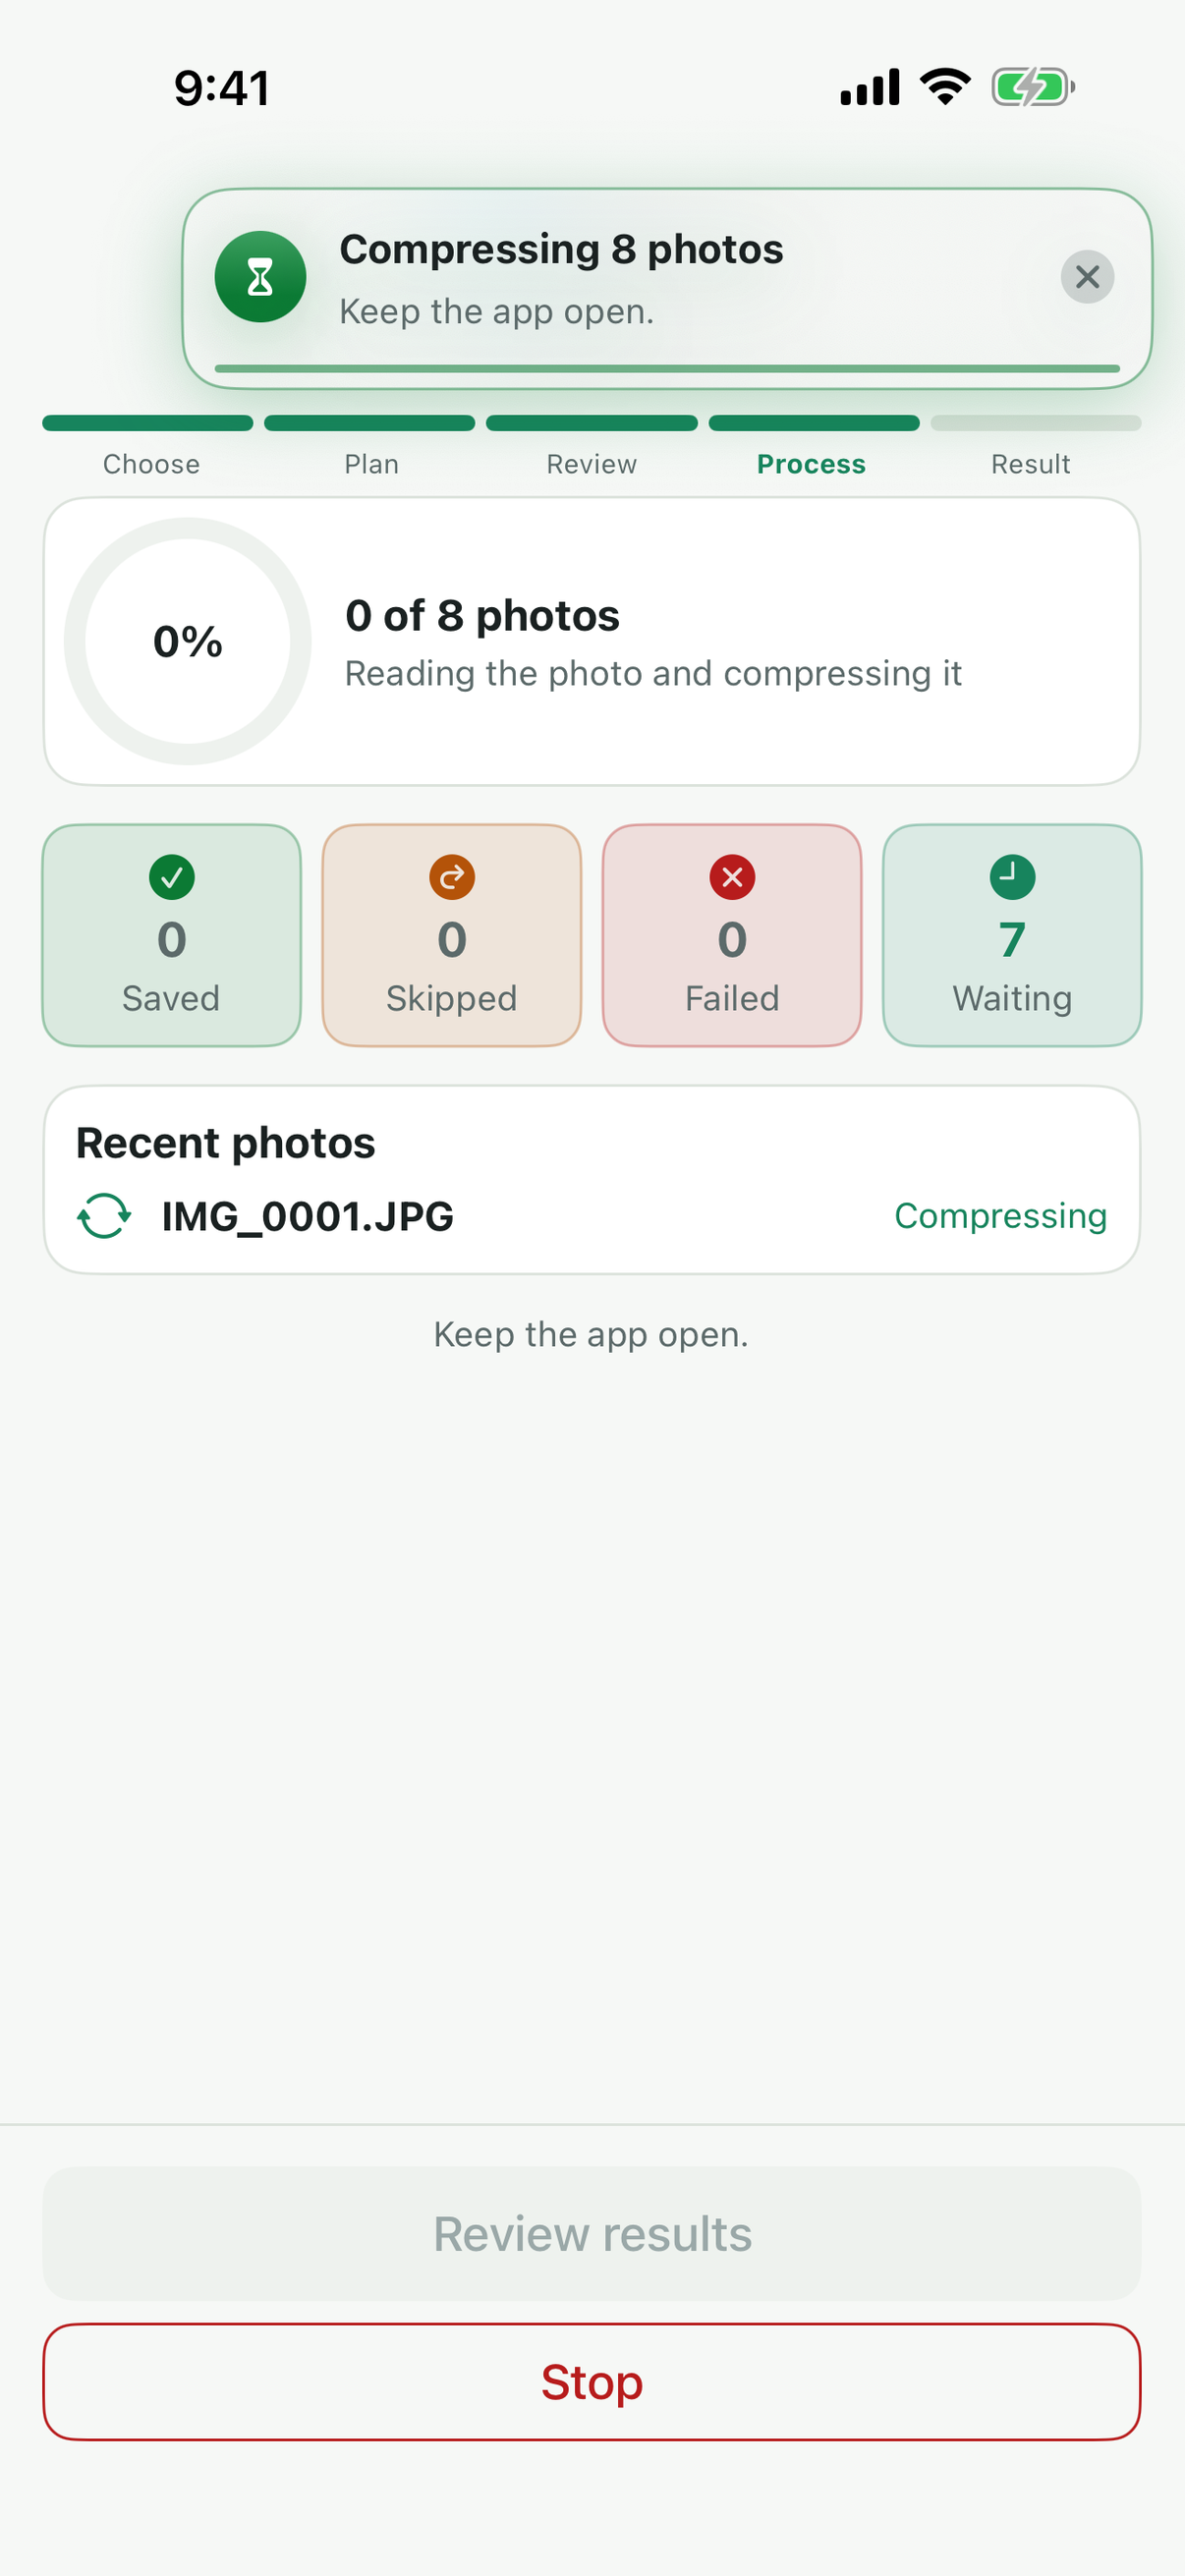 9:41
Compressing 8 photos
Keep the app open.
Choose Plan Review Process Result
0%
0 of 8 photos
Reading the photo and compressing it
0 0 0 7
Saved Skipped Failed Waiting
Recent photos
IMG_0001.JPG Compressing
Keep the app open.
Review results
Stop